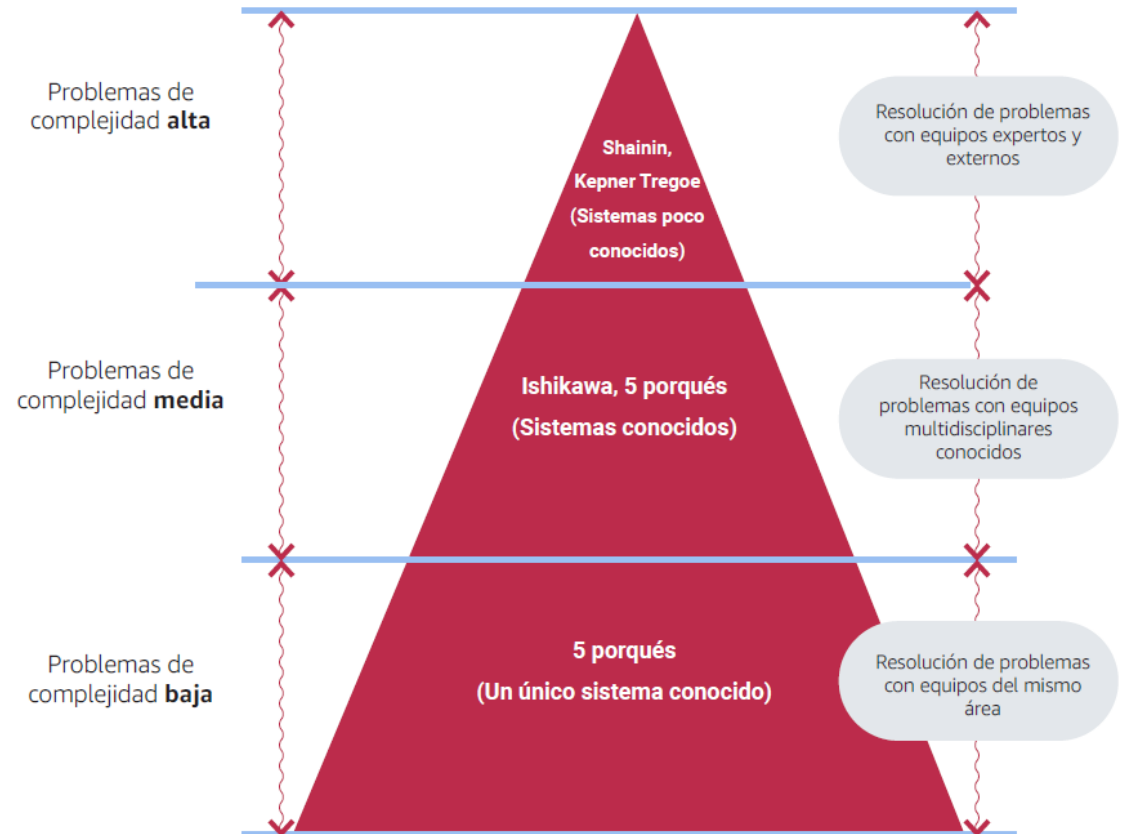 Problemas de
complejidad alta
Shainin,
Kepner Tregoe
(Sistemas poco
conocidos)
Resolución de problemas
con equipos expertos y
externos
Problemas de
complejidad media
Ishikawa, 5 porqués
(Sistemas conocidos)
Resolución de
problemas con equipos
multidisciplinares
conocidos
Problemas de
complejidad baja
5 porqués
(Un único sistema conocido)
Resolución de problemas
con equipos del mismo
área